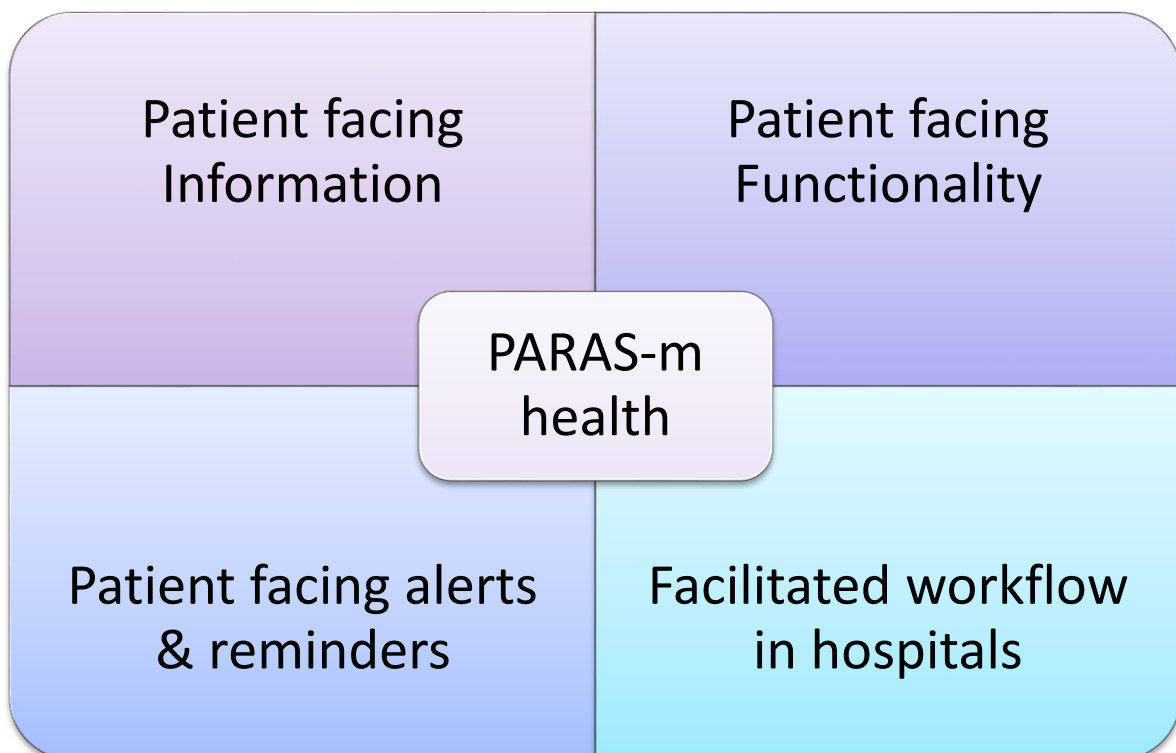 Patient facing
Information
Patient facing
Functionality
PARAS-m
health
Patient facing alerts
& reminders
Facilitated workflow
in hospitals